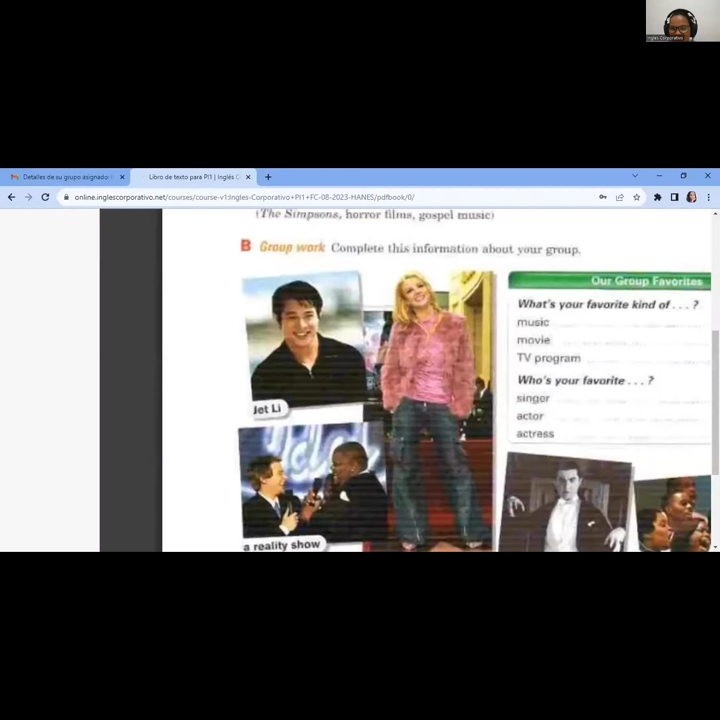 Ingles Corporativo
Detalles de su grupo asignado
Libro de texto para PI1 | Inglés C
online.inglescorporativo.net/courses/course-v1:Ingles-Corporativo+PI1+FC-08-2023-HANES/pdfbook/0/
(The Simpsons, horror films, gospel music)
B Group work Complete this information about your group.
Our Group Favorites
What's your favorite kind of . . . ?
music
movie
TV program
Who's your favorite . . . ?
singer
actor
actress
Jet Li
Idol
a reality show